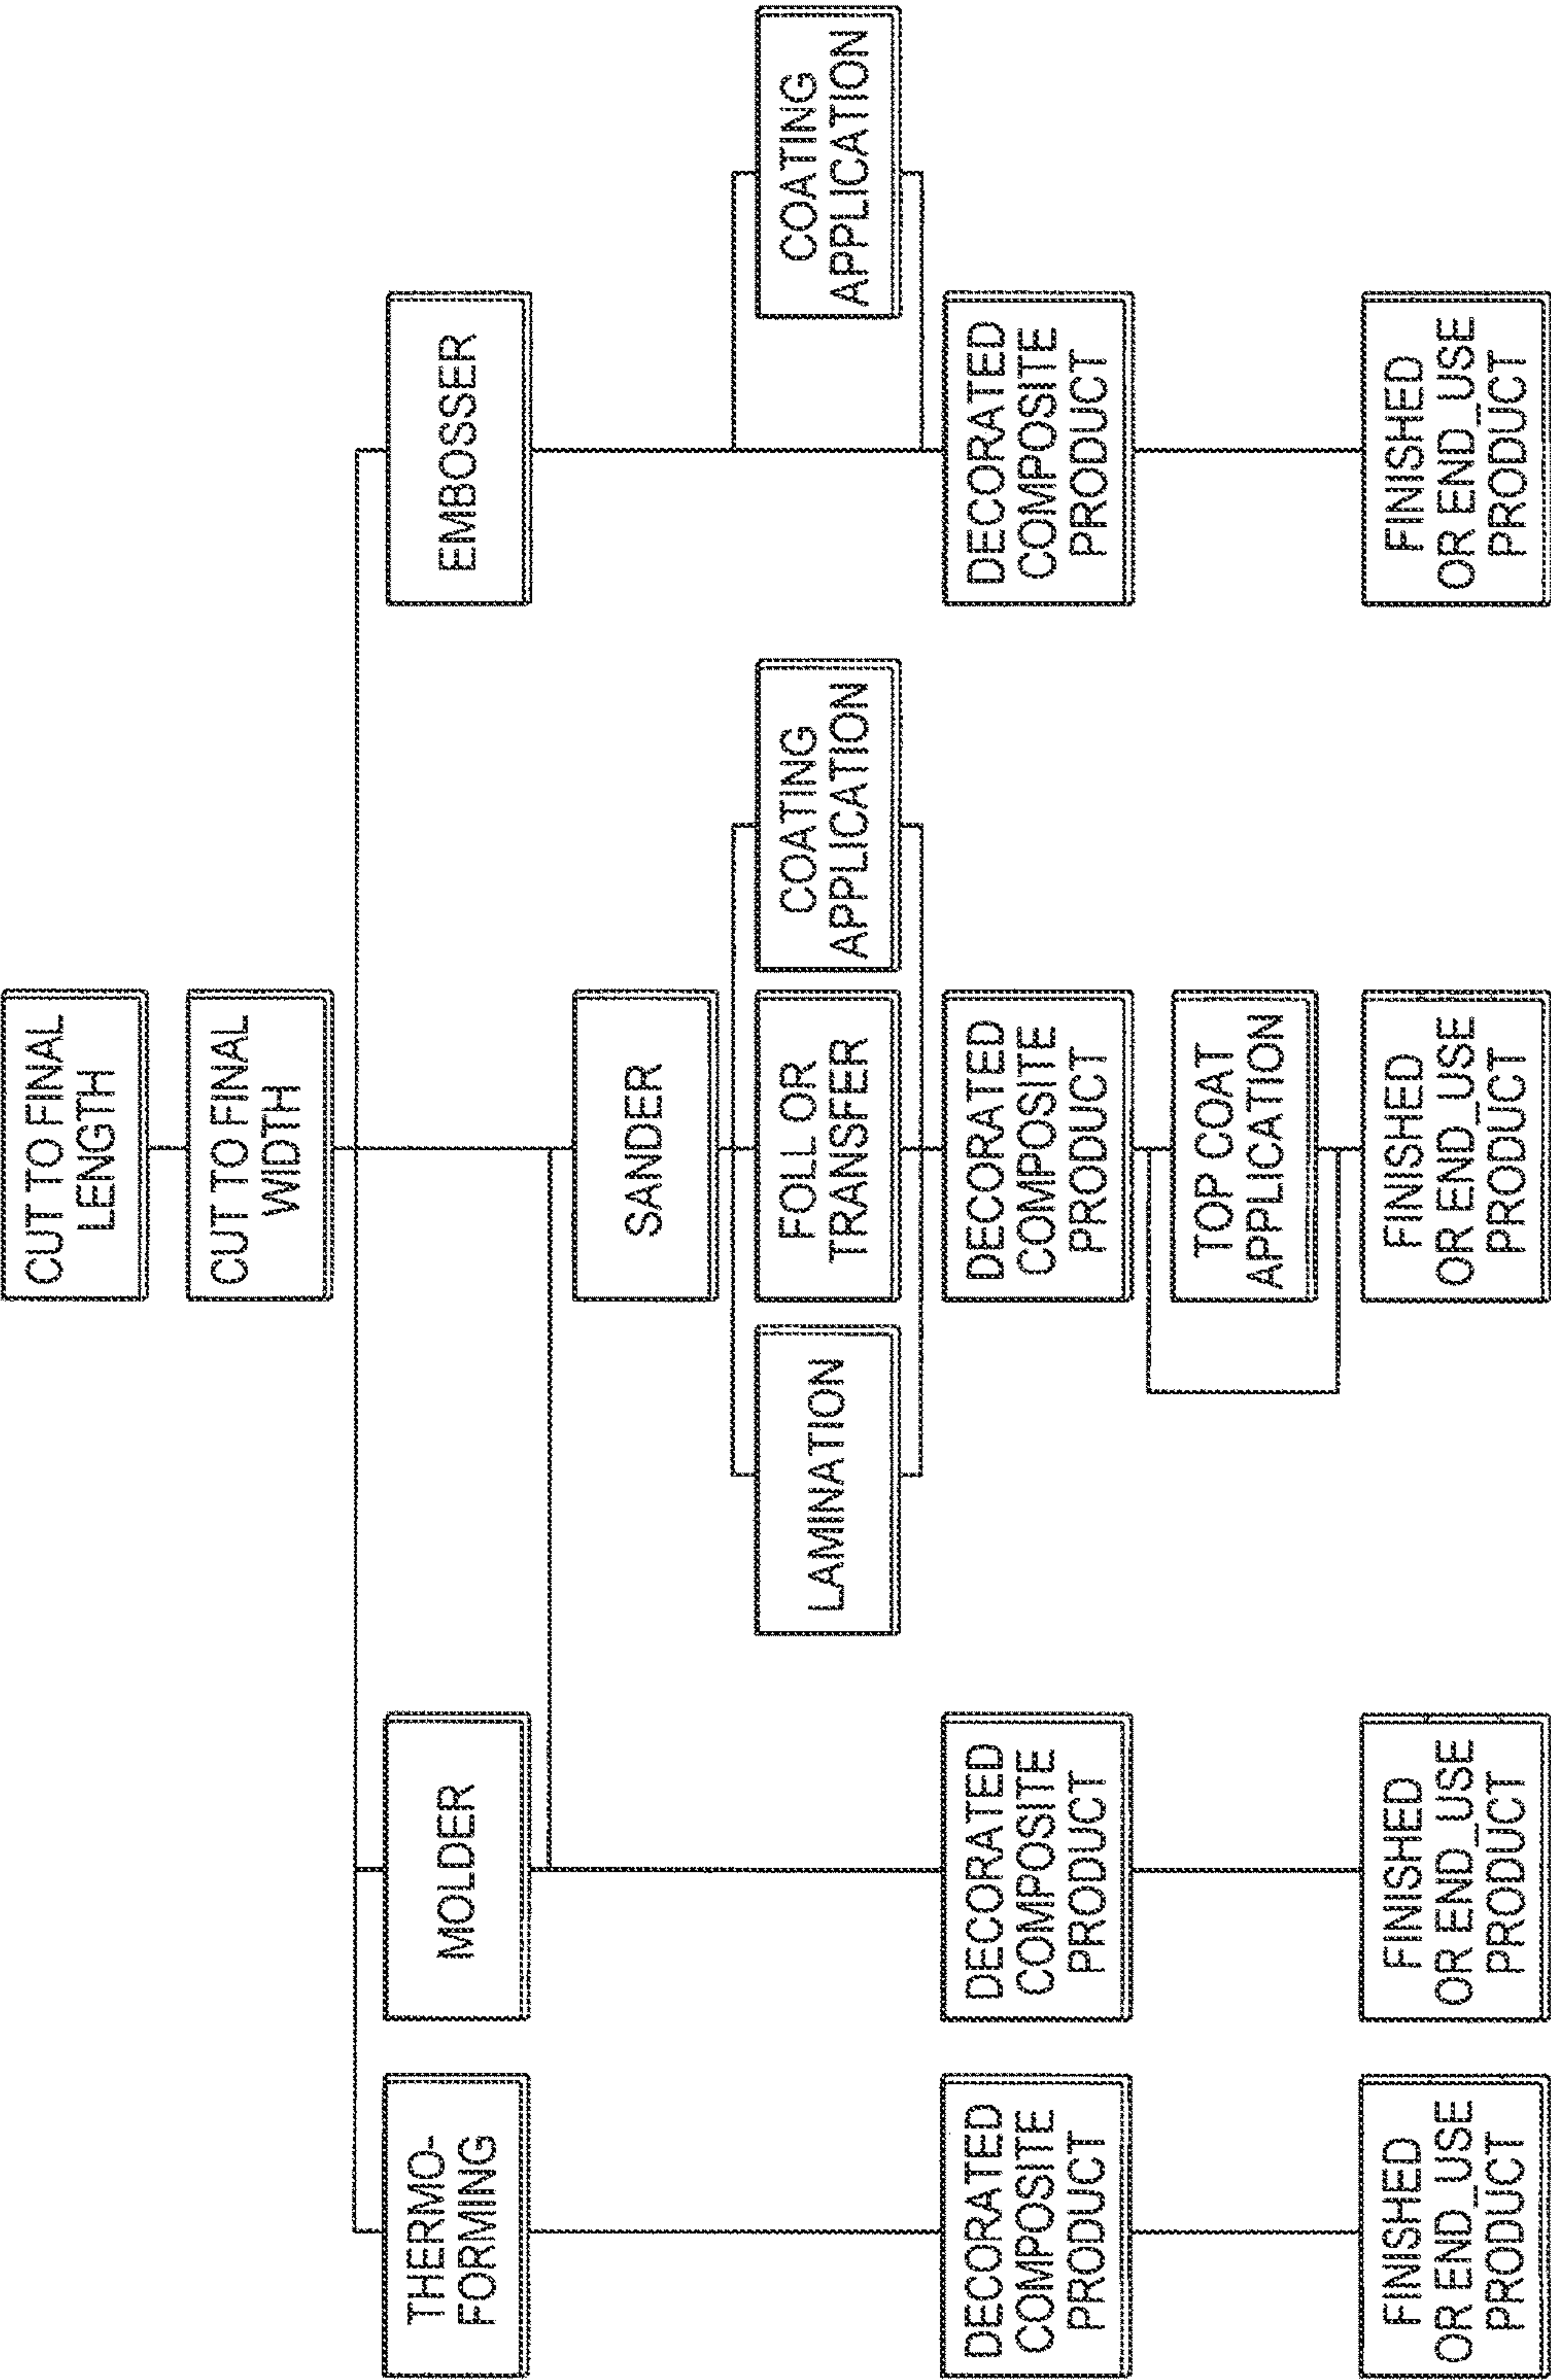 CUT TO FINAL
LENGTH
CUT TO FINAL
WIDTH
THERMO-
FORMING
MOLDER
EMBOSSER
SANDER
LAMINATION
FOLL OR
TRANSFER
COATING
APPLICATION
COATING
APPLICATION
DECORATED
COMPOSITE
PRODUCT
DECORATED
COMPOSITE
PRODUCT
DECORATED
COMPOSITE
PRODUCT
DECORATED
COMPOSITE
PRODUCT
TOP COAT
APPLICATION
FINISHED
OR END_USE
PRODUCT
FINISHED
OR END_USE
PRODUCT
FINISHED
OR END_USE
PRODUCT
FINISHED
OR END_USE
PRODUCT